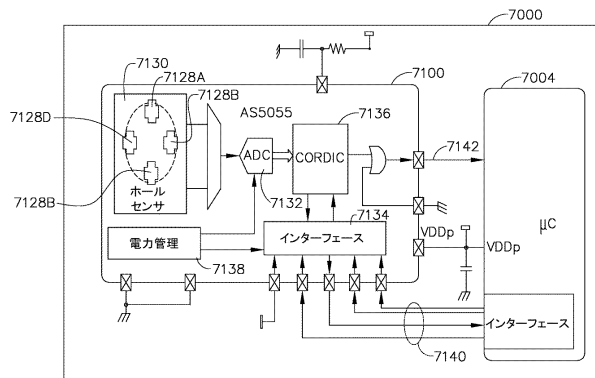 7000
7100
7004
7130
7128A
7128B
7128D
7128B
ホール
センサ
AS5055
ADC
7132
7136
CORDIC
7142
7134
インターフェース
電力管理
7138
VDDp
VDDp
μC
インターフェース
7140